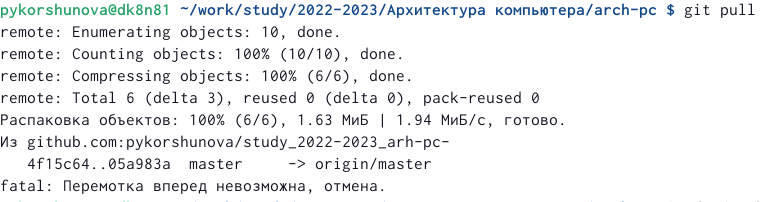 pykorshunova@dk8n81 ~/work/study/2022-2023/Архитектура компьютера/arch-pc $ git pull
remote: Enumerating objects: 10, done.
remote: Counting objects: 100% (10/10), done.
remote: Compressing objects: 100% (6/6), done.
remote: Total 6 (delta 3), reused 0 (delta 0), pack-reused 0
Распаковка объектов: 100% (6/6), 1.63 МиБ | 1.94 МиБ/с, готово.
Из github.com:pykorshunova/study_2022-2023_arh-pc-
   4f15c64..05a983a  master     -> origin/master
fatal: Перемотка вперед невозможна, отмена.